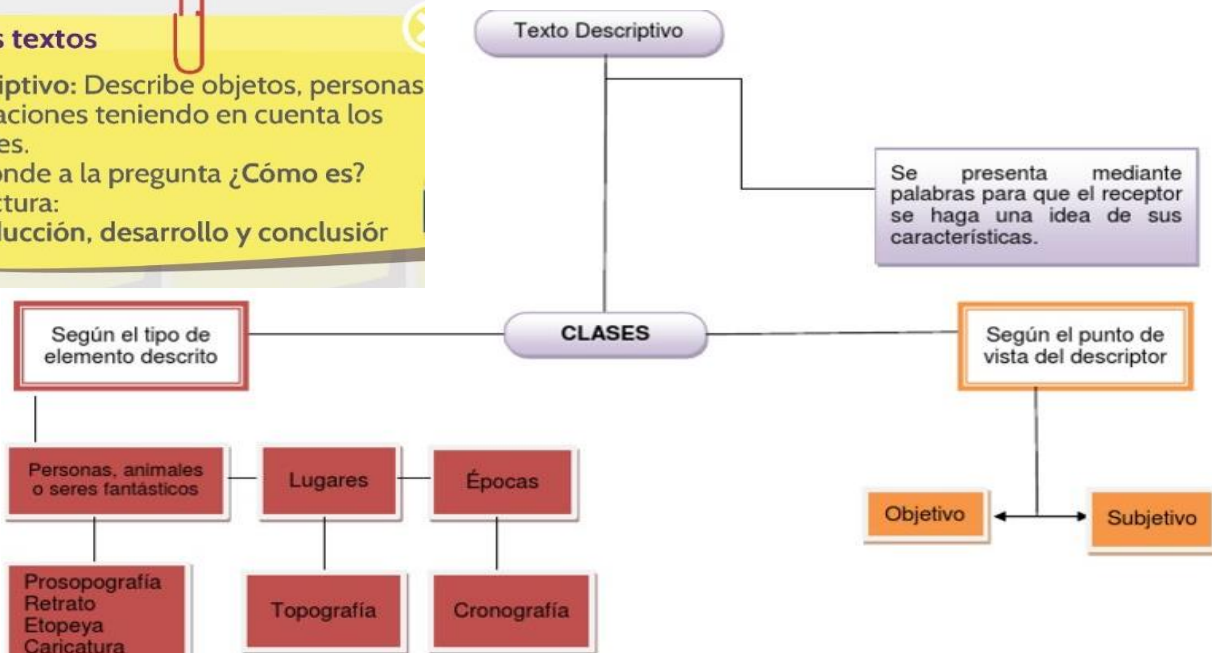 s textos
iptivo: Describe objetos, personas
aciones teniendo en cuenta los
es.
onde a la pregunta ¿Cómo es?
ctura:
lucción, desarrollo y conclusión
Texto Descriptivo
Se presenta mediante
palabras para que el receptor
se haga una idea de sus
características.
CLASES
Según el tipo de
elemento descrito
Según el punto de
vista del descriptor
Personas, animales
o seres fantásticos
Lugares
Épocas
Objetivo
Subjetivo
Prosopografía
Retrato
Etopeya
Caricatura
Topografía
Cronografía